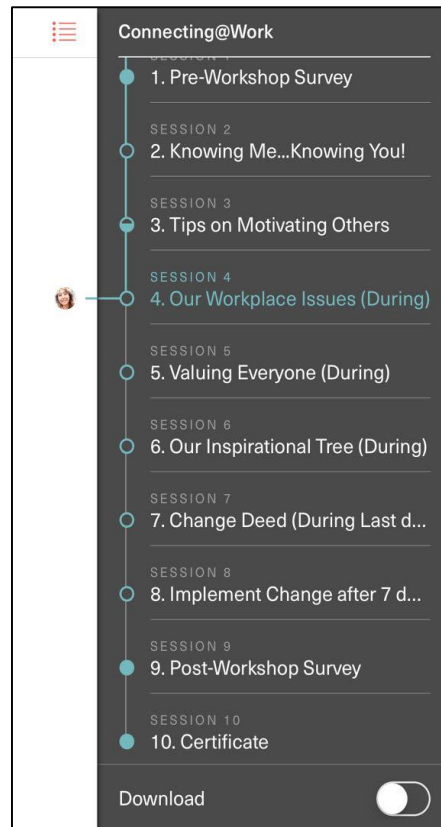 Connecting@Work
SESSION 1
1. Pre-Workshop Survey
SESSION 2
2. Knowing Me...Knowing You!
SESSION 3
3. Tips on Motivating Others
SESSION 4
4. Our Workplace Issues (During)
SESSION 5
5. Valuing Everyone (During)
SESSION 6
6. Our Inspirational Tree (During)
SESSION 7
7. Change Deed (During Last d...
SESSION 8
8. Implement Change after 7 d...
SESSION 9
9. Post-Workshop Survey
SESSION 10
10. Certificate
Download